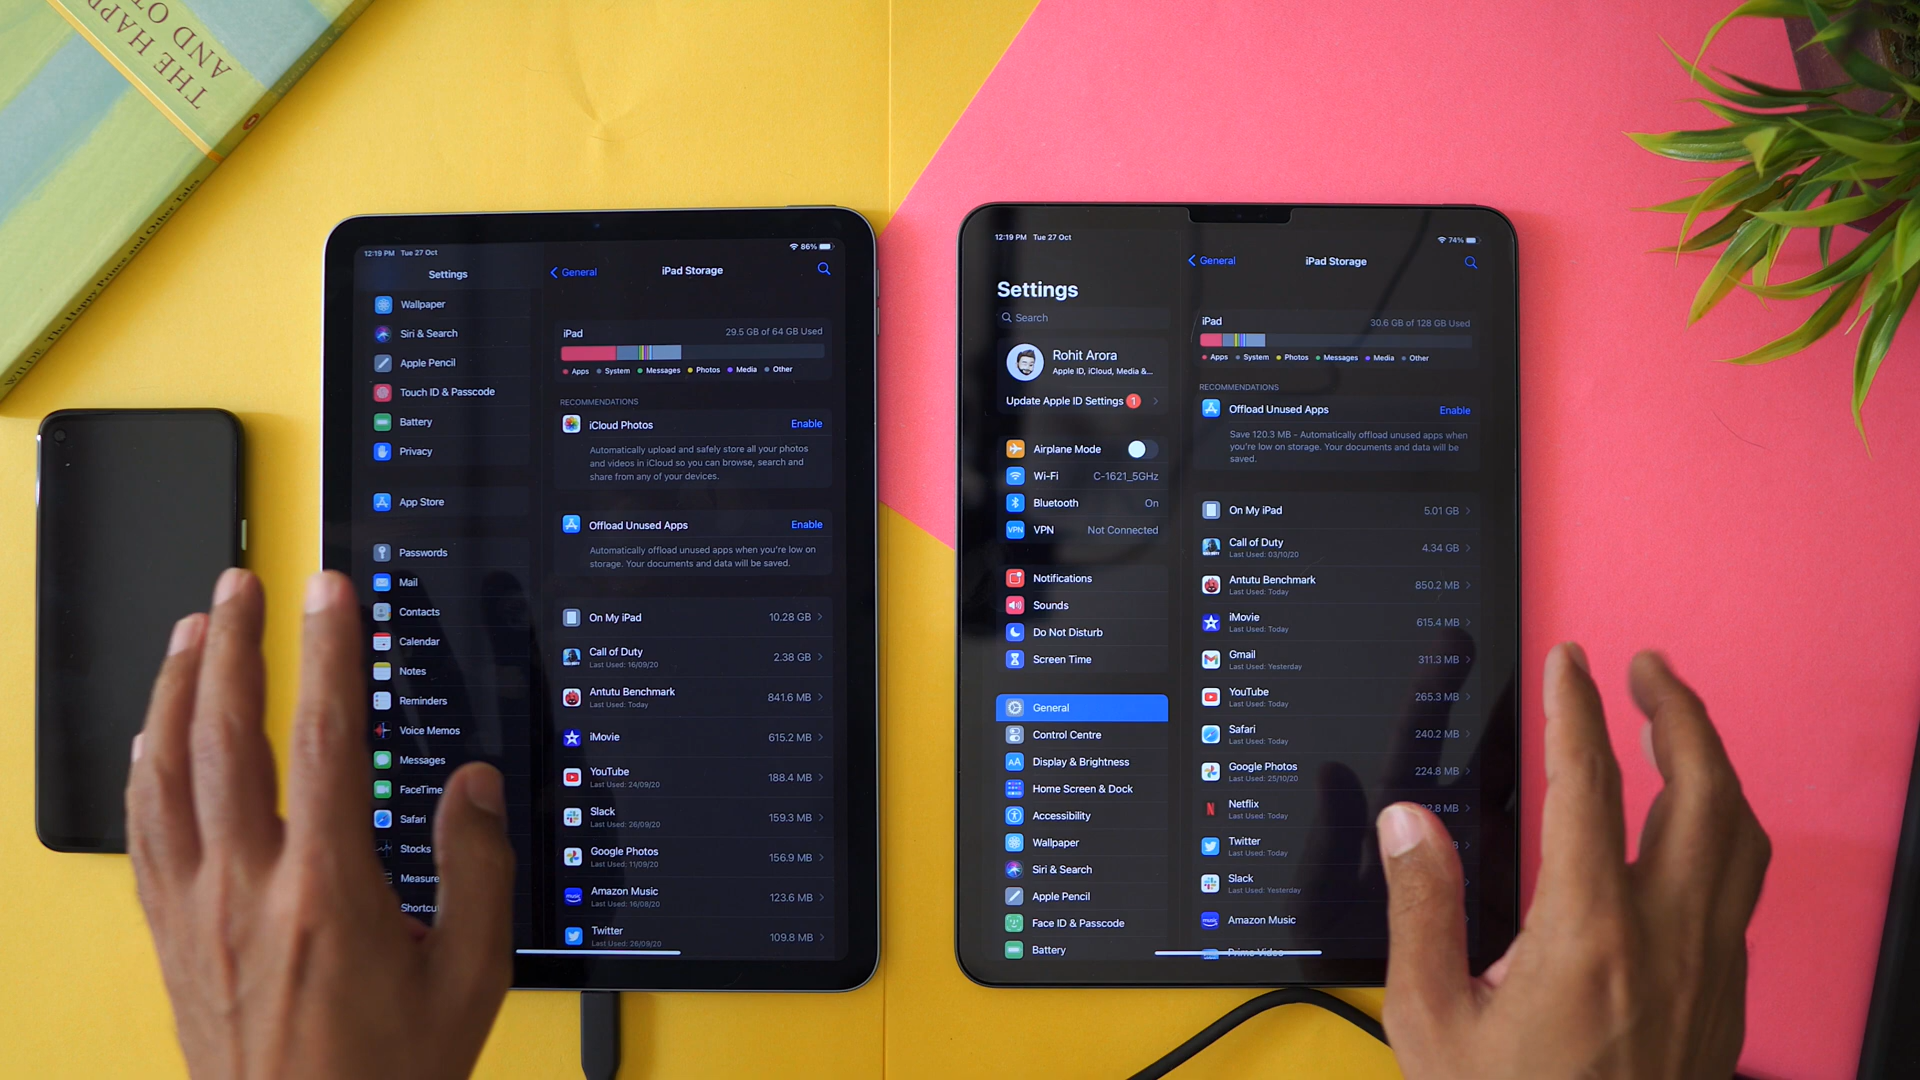 THE HAPP
AND OT
WILDE The Happy Prince and Other Tales
12:19 PM Tue 27 Oct
86%
Settings
Wallpaper
Siri & Search
Apple Pencil
Touch ID & Passcode
Battery
Privacy
App Store
Passwords
Mail
Contacts
Calendar
Notes
Reminders
Voice Memos
Messages
FaceTime
Safari
Stocks
Measure
Shortcu
General
iPad Storage
iPad
29.5 GB of 64 GB Used
Apps System Messages Photos Media Other
RECOMMENDATIONS
iCloud Photos
Enable
Automatically upload and safely store all your photos
and videos in iCloud so you can browse, search and
share from any of your devices.
Offload Unused Apps
Enable
Automatically offload unused apps when you're low on
storage. Your documents and data will be saved.
On My iPad
10.28 GB
Call of Duty
Last Used: 16/09/20
2.38 GB
Antutu Benchmark
Last Used: Today
841.6 MB
iMovie
615.2 MB
YouTube
Last Used: 24/09/20
188.4 MB
Slack
Last Used: 26/09/20
159.3 MB
Google Photos
Last Used: 11/09/20
156.9 MB
Amazon Music
Last Used: 16/08/20
123.6 MB
Twitter
Last Used: 26/09/20
109.8 MB
12:19 PM Tue 27 Oct
74%
Settings
Search
Rohit Arora
Apple ID, iCloud, Media &...
Update Apple ID Settings
1
Airplane Mode
Wi-Fi
C-1621_5GHz
Bluetooth
On
VPN
VPN
Not Connected
Notifications
Sounds
Do Not Disturb
Screen Time
General
Control Centre
AA
Display & Brightness
Home Screen & Dock
Accessibility
Wallpaper
Siri & Search
Apple Pencil
Face ID & Passcode
Battery
General
iPad Storage
iPad
30.6 GB of 128 GB Used
Apps System Photos Messages Media Other
RECOMMENDATIONS
Offload Unused Apps
Enable
Save 120.3 MB - Automatically offload unused apps when
you're low on storage. Your documents and data will be
saved.
On My iPad
5.01 GB
Call of Duty
Last Used: 03/10/20
4.34 GB
Antutu Benchmark
Last Used: Today
850.2 MB
iMovie
Last Used: Today
615.4 MB
Gmail
Last Used: Yesterday
311.3 MB
YouTube
Last Used: Today
265.3 MB
Safari
Last Used: Today
240.2 MB
Google Photos
Last Used: 25/10/20
224.8 MB
Netflix
Last Used: Today
2.8 MB
Twitter
Last Used: Today
B
Slack
Last Used: Yesterday
Amazon Music
Prime Video